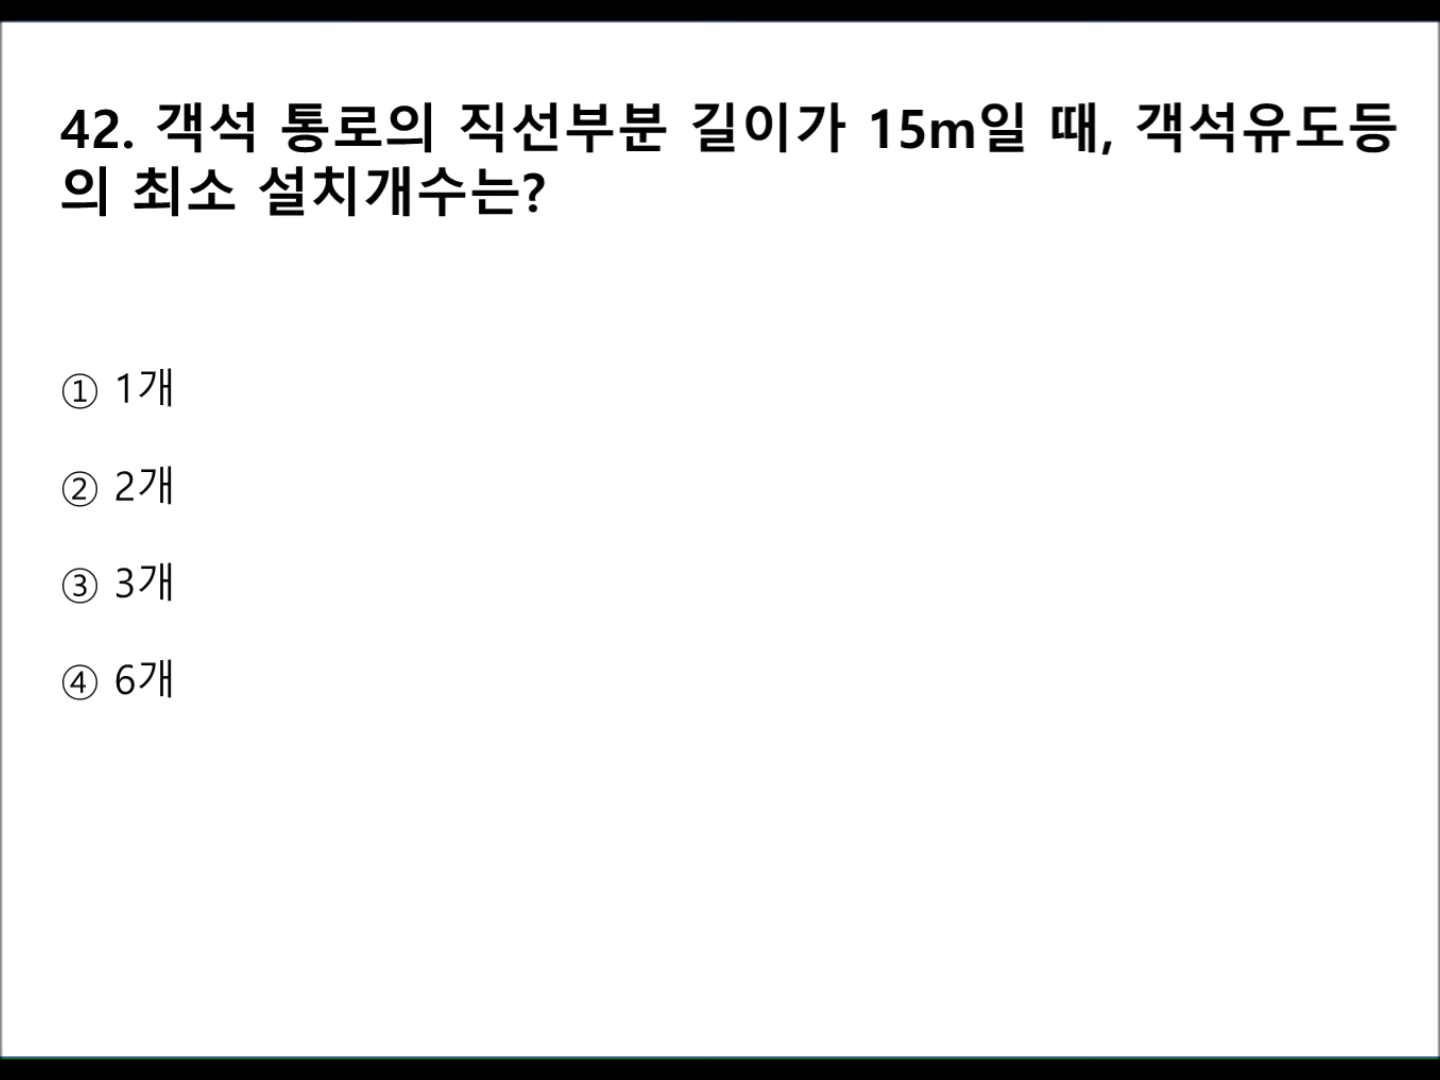 42. 객석 통로의 직선부분 길이가 15m일 때, 객석유도등
의 최소 설치개수는?
① 1개
② 2개
③ 3개
④ 6개